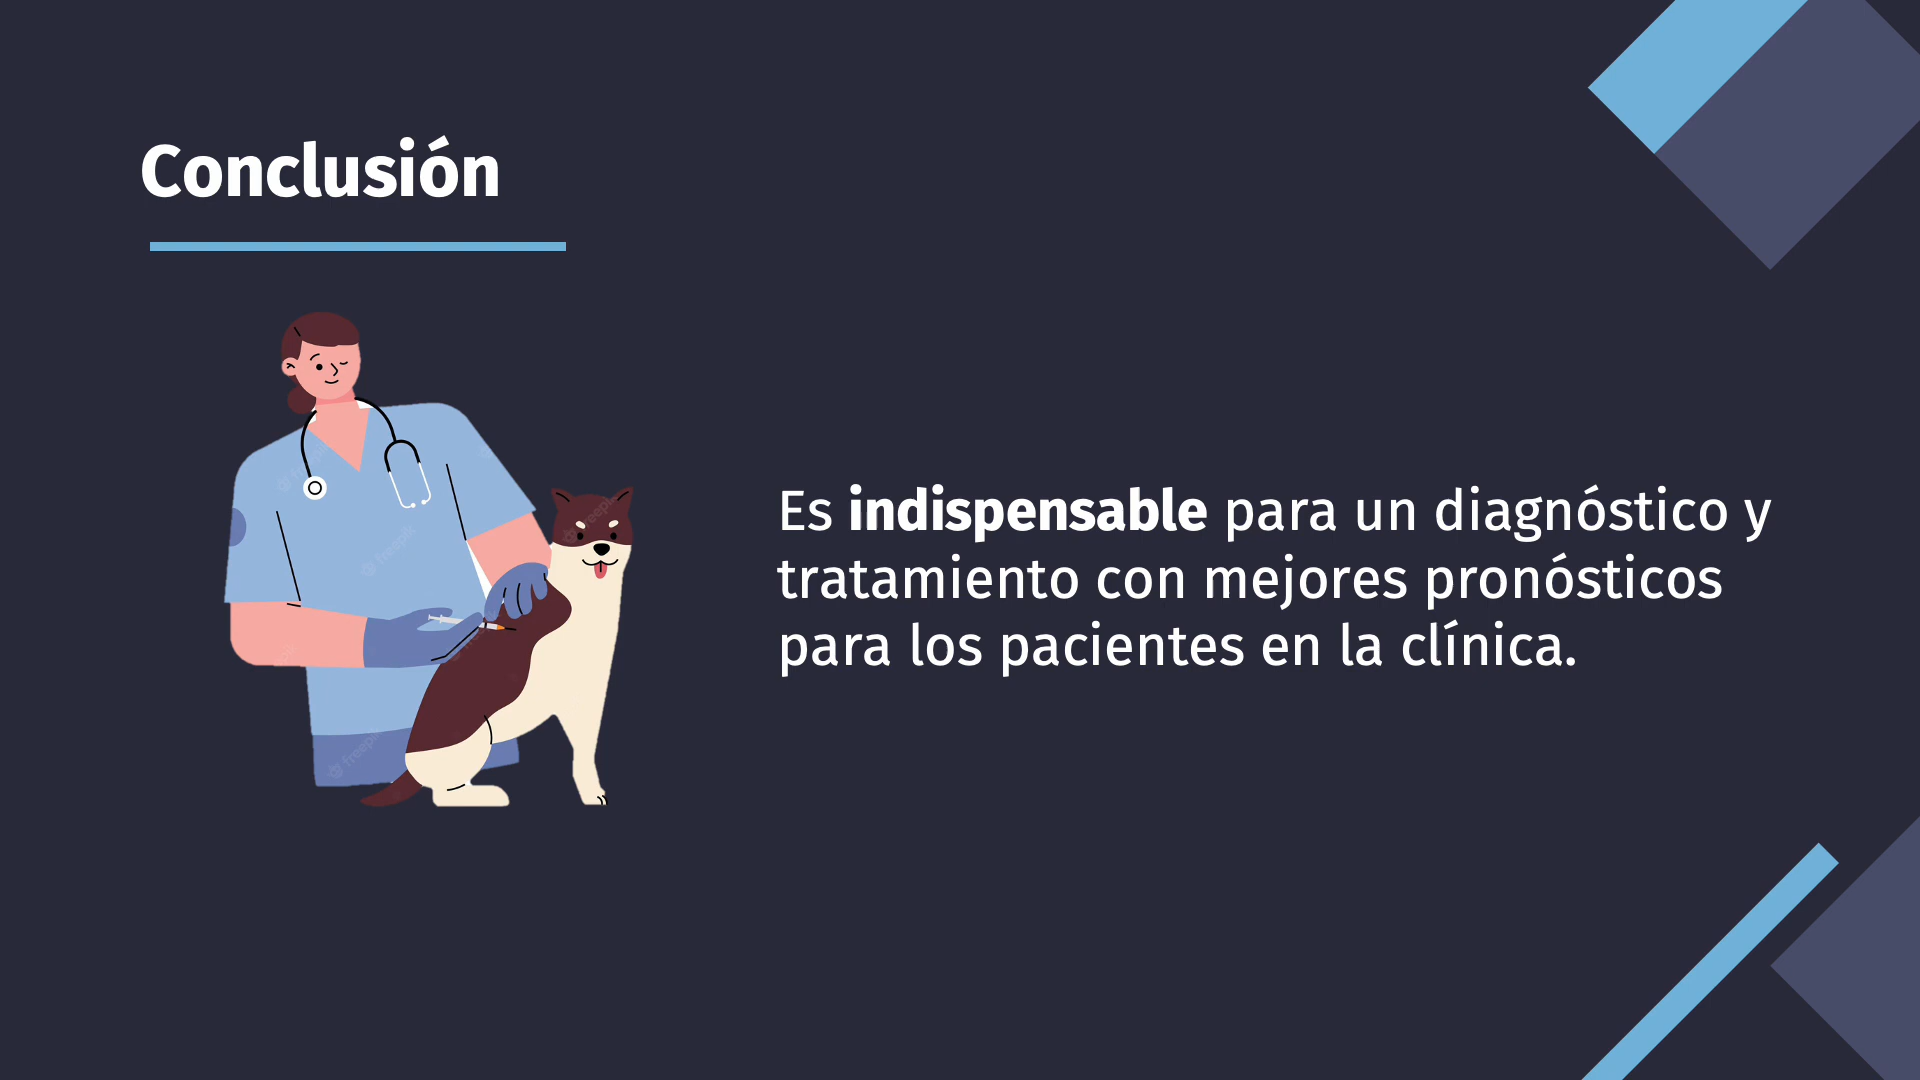 Conclusión
Es indispensable para un diagnóstico y
tratamiento con mejores pronósticos
para los pacientes en la clínica.